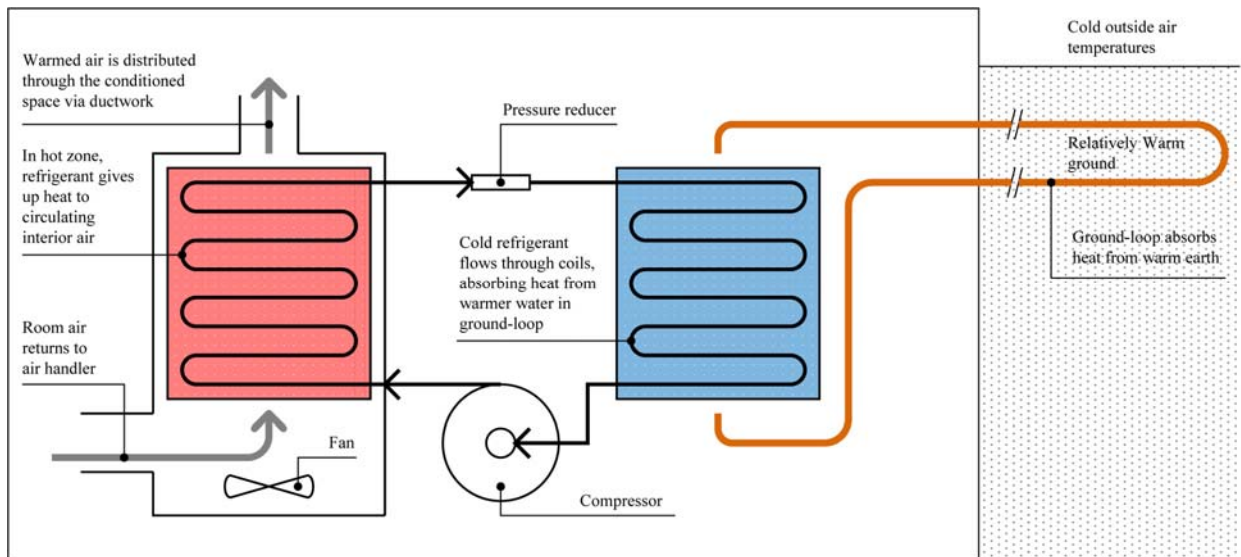 Warmed air is distributed
through the conditioned
space via ductwork
In hot zone,
refrigerant gives
up heat to
circulating
interior air
Room air
returns to
air handler
Fan
Pressure reducer
Cold refrigerant
flows through coils,
absorbing heat from
warmer water in
ground-loop
Compressor
Cold outside air
temperatures
Relatively Warm
ground
Ground-loop absorbs
heat from warm earth